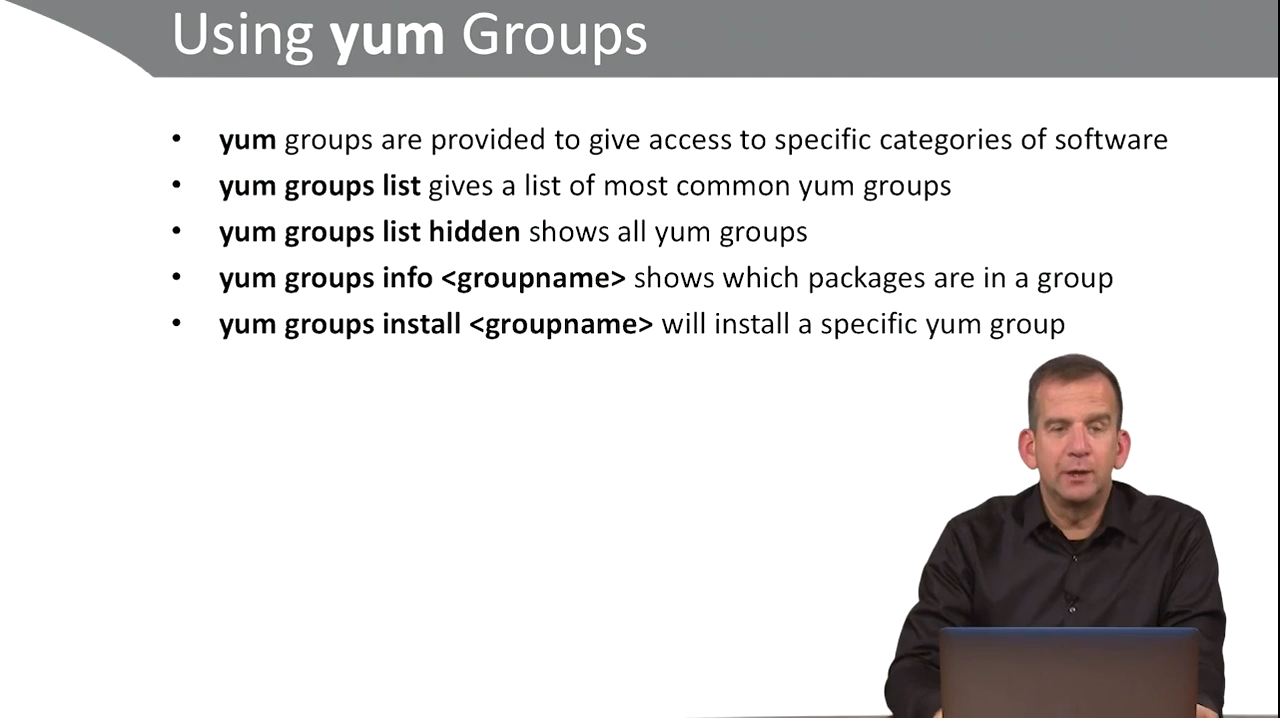 Using yum Groups
• yum groups are provided to give access to specific categories of software
• yum groups list gives a list of most common yum groups
• yum groups list hidden shows all yum groups
• yum groups info <groupname> shows which packages are in a group
• yum groups install <groupname> will install a specific yum group